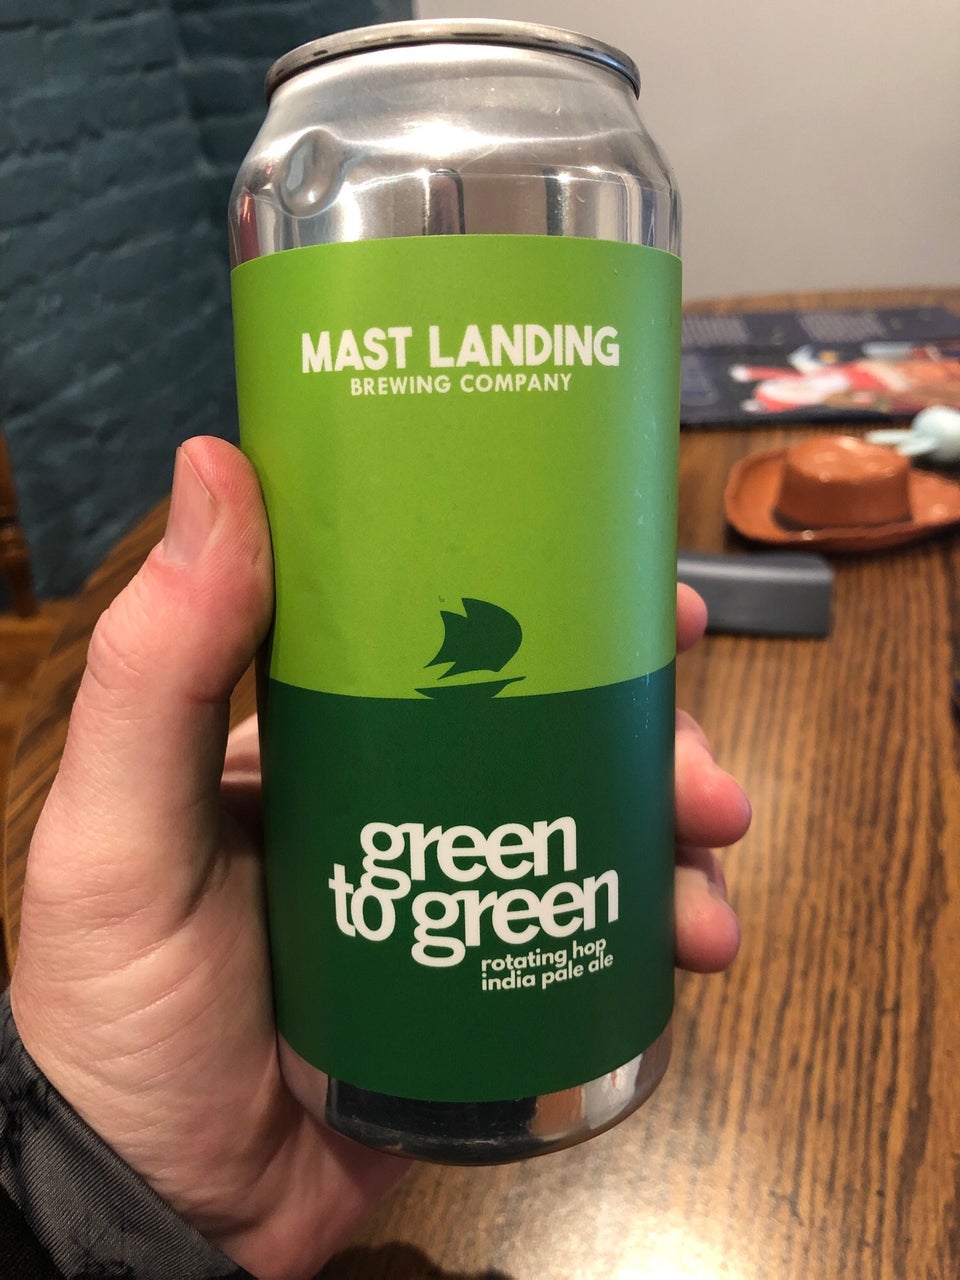 MAST LANDING
BREWING COMPANY
green
to green
rotating hop
india pale ale